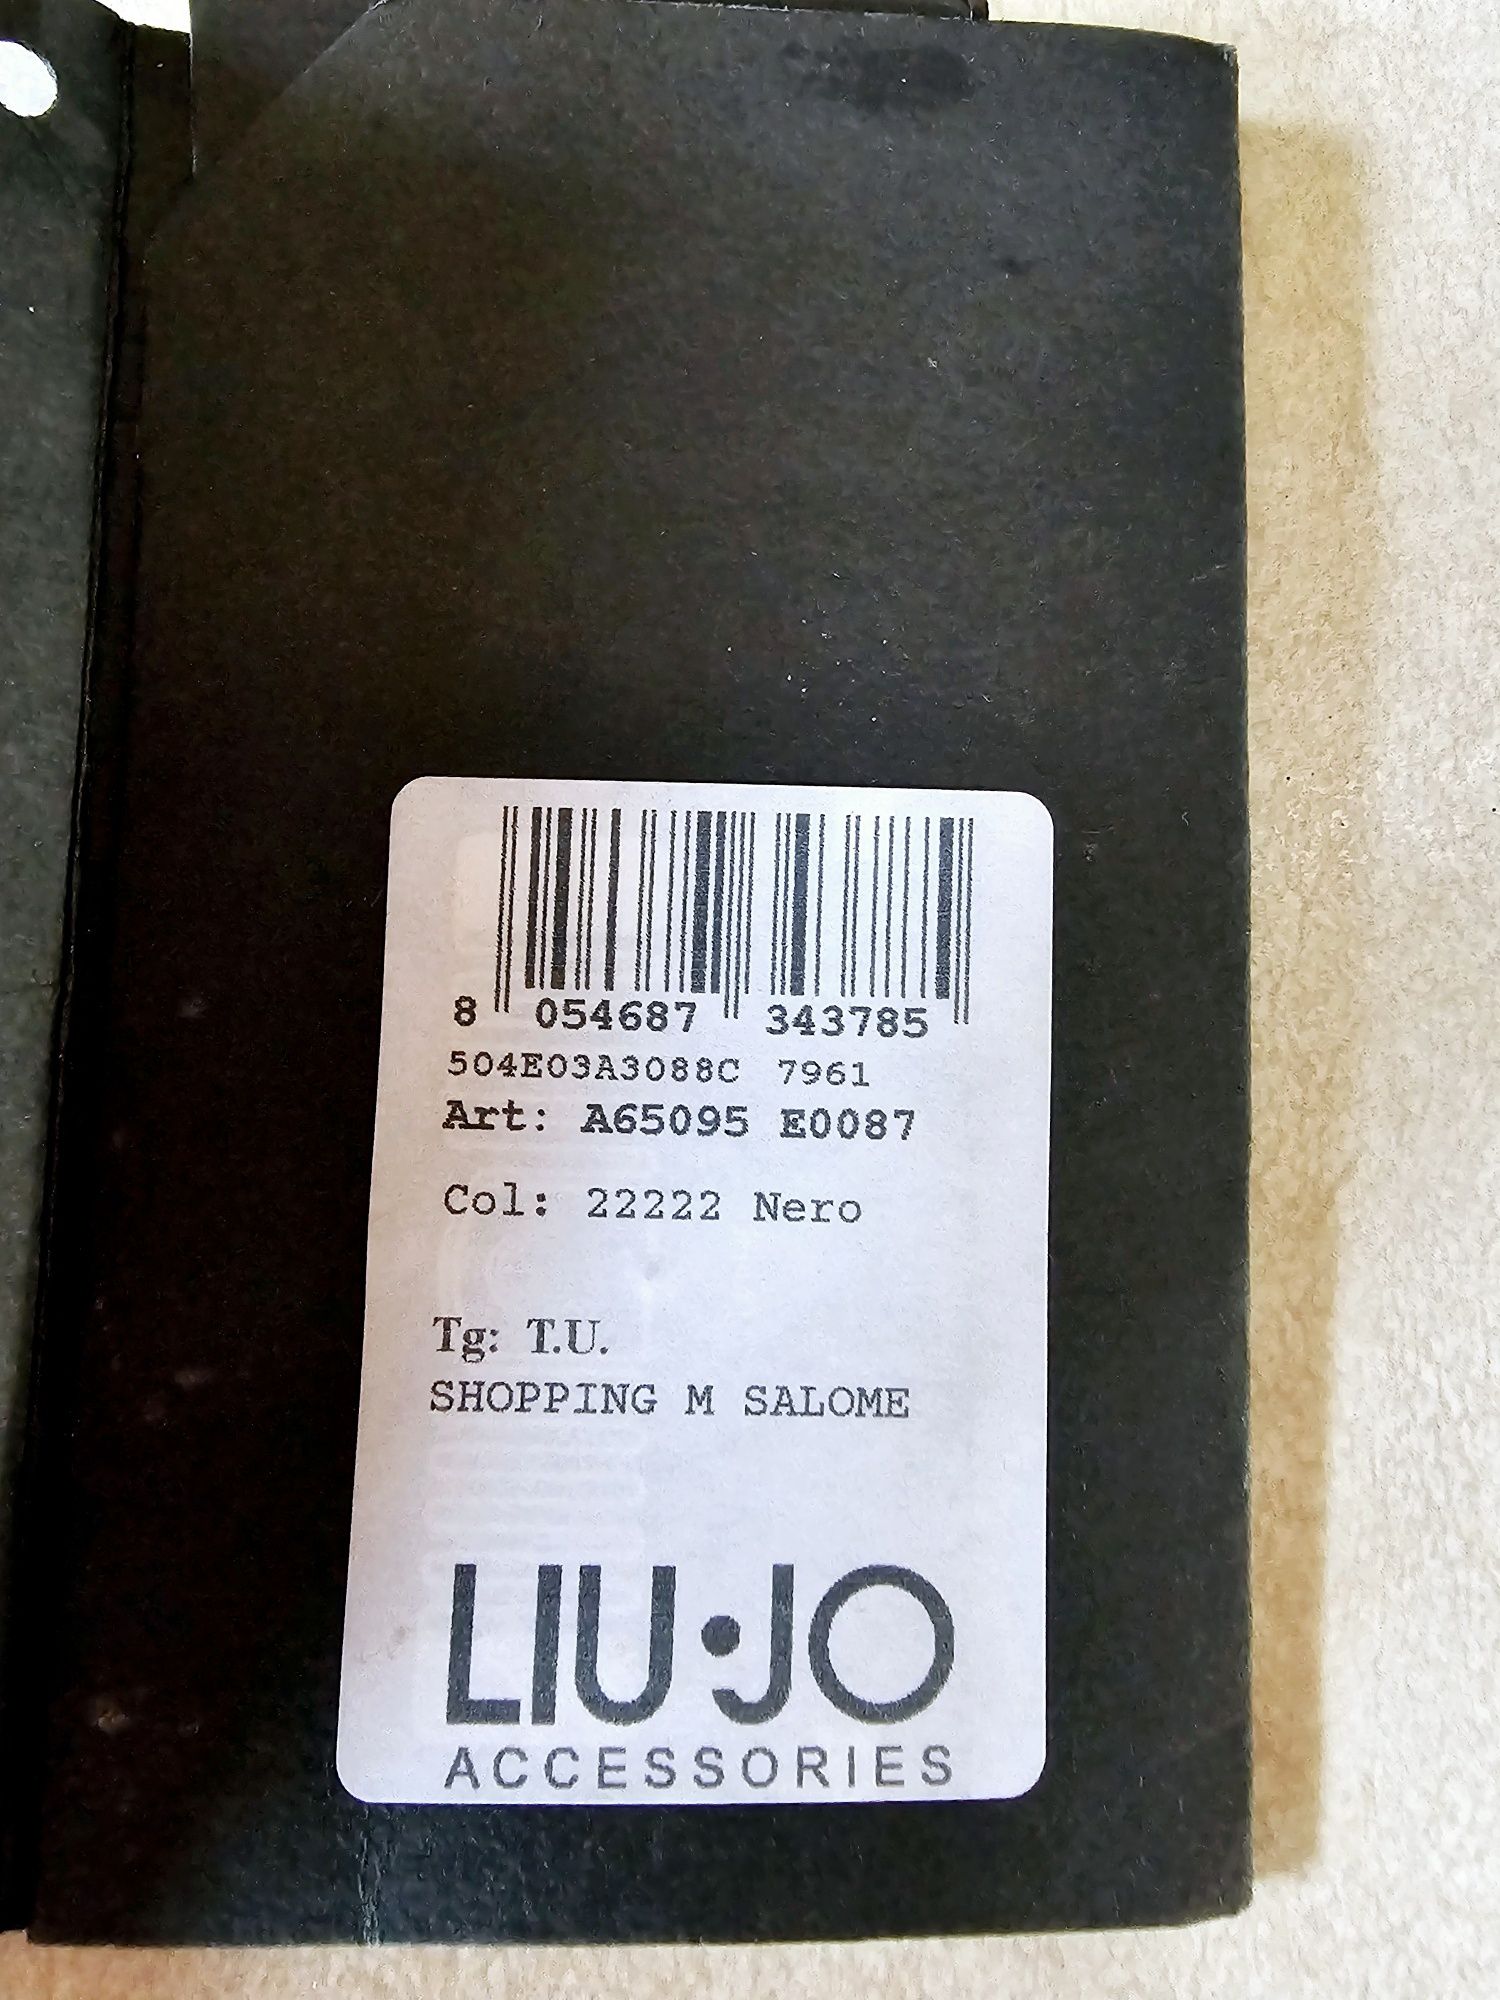 8 054687 343785
504E03A3088C 7961
Art: A65095 E0087
Col: 22222 Nero
Tg: T.U.
SHOPPING M SALOME
LIU·JO
ACCESSORIES